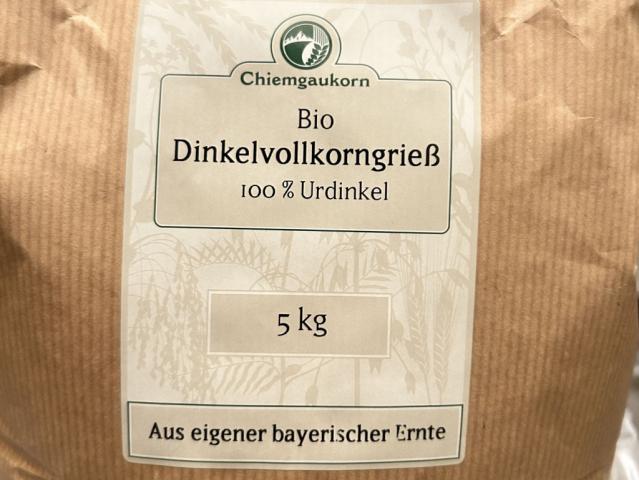 Chiemgaukorn
Bio
Dinkelvollkorngrieß
100 % Urdinkel
5 kg
Aus eigener bayerischer Ernte